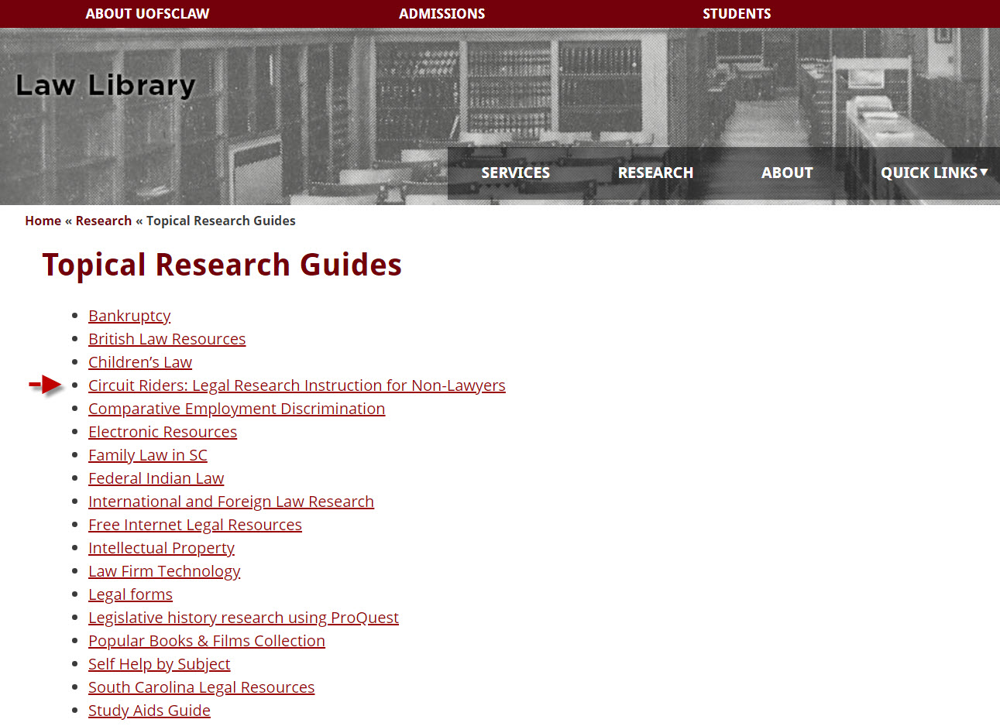 ABOUT UOFSCLAW ADMISSIONS STUDENTS
Law Library
SERVICES RESEARCH ABOUT QUICK LINKS▼
Home « Research « Topical Research Guides
Topical Research Guides
• Bankruptcy
• British Law Resources
• Children’s Law
• Circuit Riders: Legal Research Instruction for Non-Lawyers
• Comparative Employment Discrimination
• Electronic Resources
• Family Law in SC
• Federal Indian Law
• International and Foreign Law Research
• Free Internet Legal Resources
• Intellectual Property
• Law Firm Technology
• Legal forms
• Legislative history research using ProQuest
• Popular Books & Films Collection
• Self Help by Subject
• South Carolina Legal Resources
• Study Aids Guide